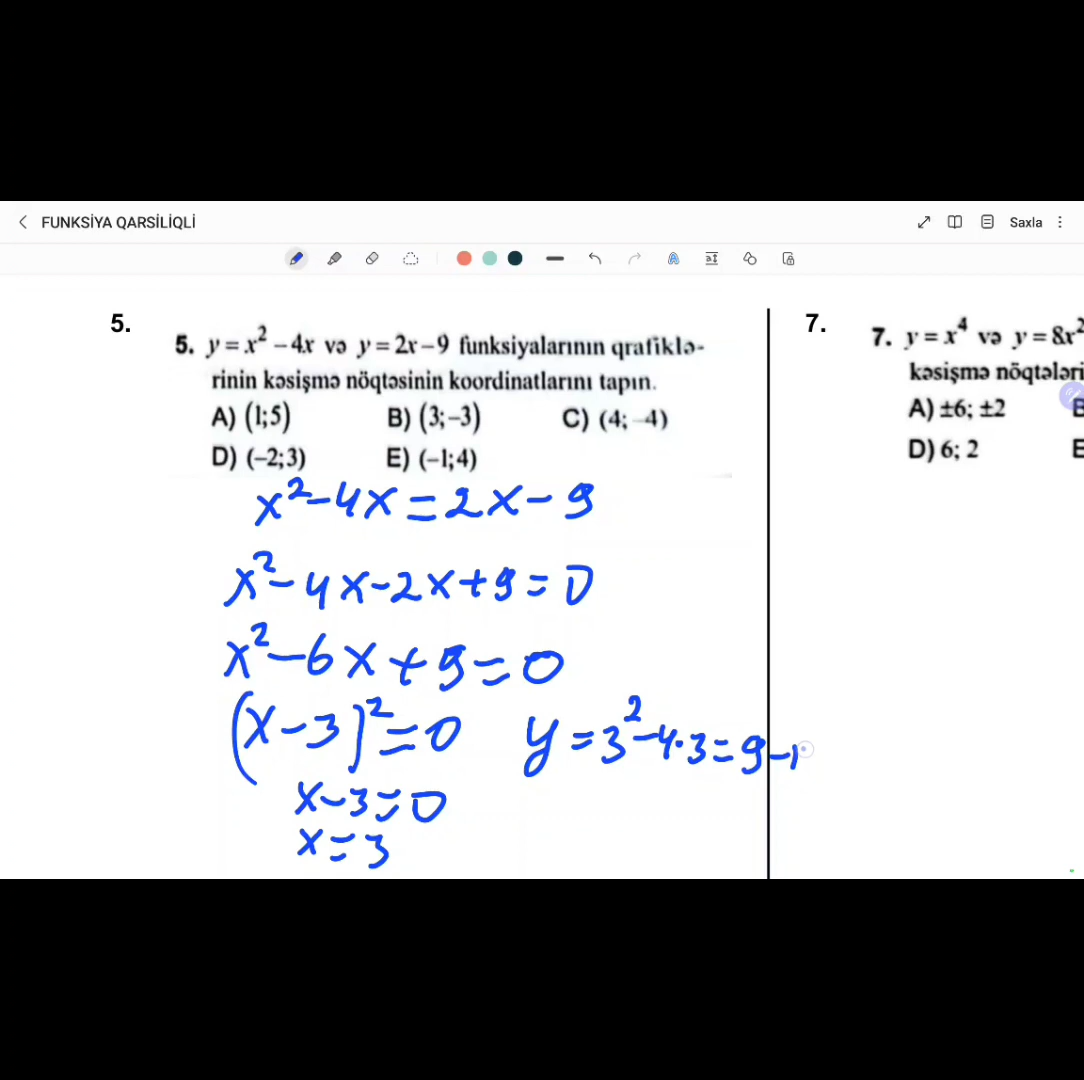 FUNKSİYA QARSİLİQLİ
Saxla
5.
5. y = x² – 4x və y = 2x – 9 funksiyalarının qrafiklə-
rinin kəsişmə nöqtəsinin koordinatlarını tapın.
A) (1;5) B) (3;–3) C) (4; –4)
D) (–2;3) E) (–1;4)
x² – 4x = 2x – 9
x² – 4x – 2x + 9 = 0
x² – 6x + 9 = 0
(x – 3)² = 0 y = 3² – 4·3 = 9 – 1
x – 3 = 0
x = 3
7.
7. y = x⁴ və y = 8x²
kəsişmə nöqtələri
A) ±6; ±2
D) 6; 2 E